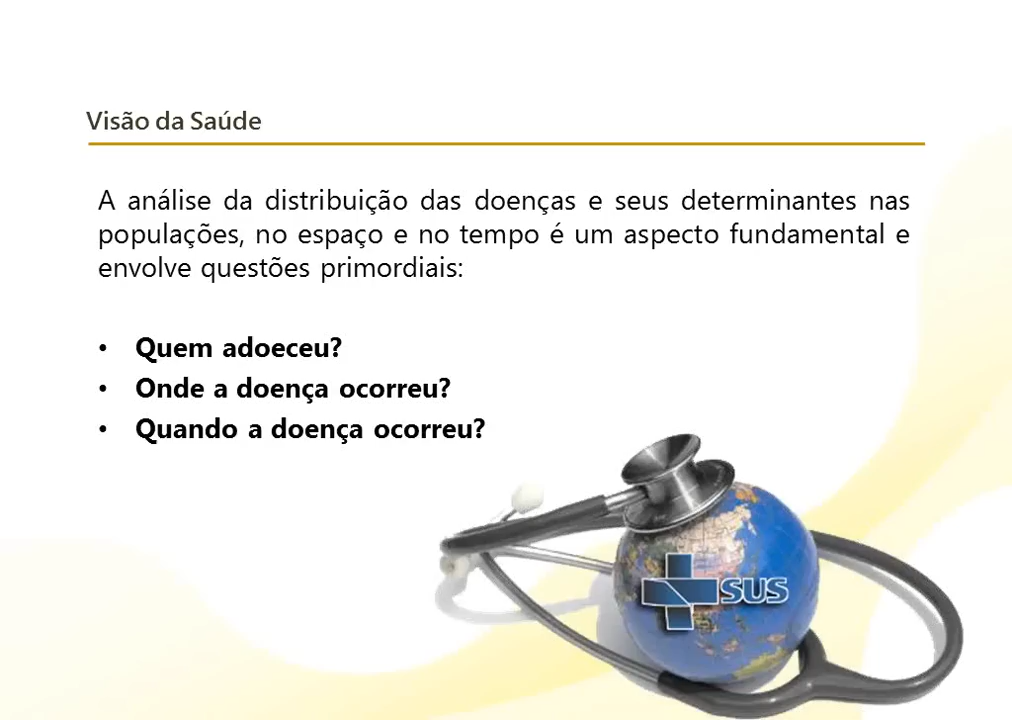 Visão da Saúde
A análise da distribuição das doenças e seus determinantes nas
populações, no espaço e no tempo é um aspecto fundamental e
envolve questões primordiais:
• Quem adoeceu?
• Onde a doença ocorreu?
• Quando a doença ocorreu?
SUS